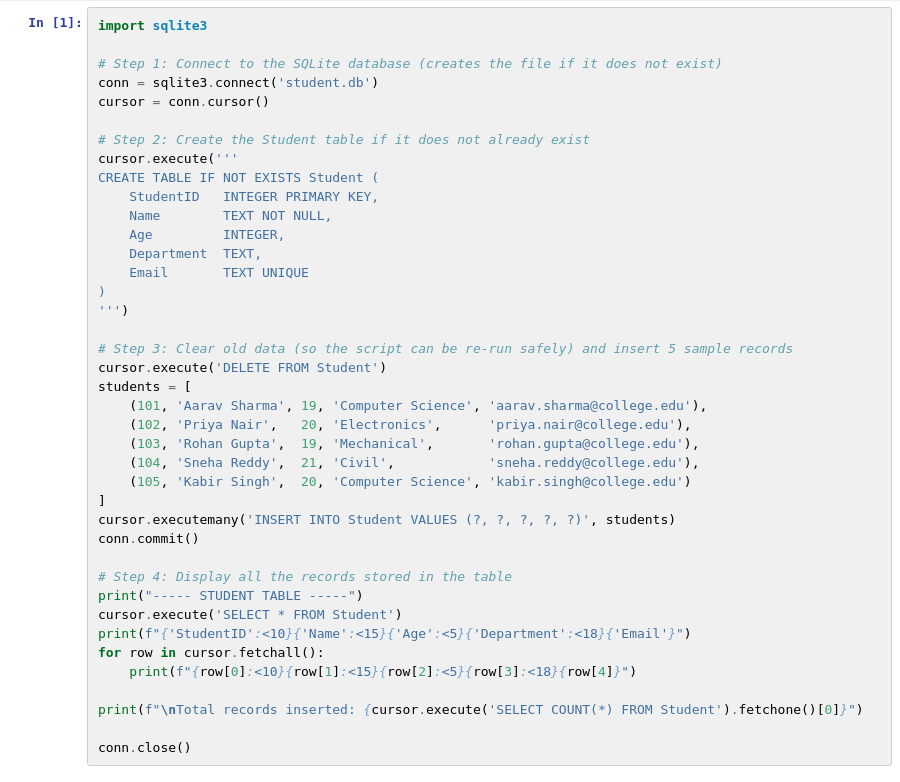 In [1]:
import sqlite3

# Step 1: Connect to the SQLite database (creates the file if it does not exist)
conn = sqlite3.connect('student.db')
cursor = conn.cursor()

# Step 2: Create the Student table if it does not already exist
cursor.execute('''
CREATE TABLE IF NOT EXISTS Student (
    StudentID   INTEGER PRIMARY KEY,
    Name        TEXT NOT NULL,
    Age         INTEGER,
    Department  TEXT,
    Email       TEXT UNIQUE
)
''')

# Step 3: Clear old data (so the script can be re-run safely) and insert 5 sample records
cursor.execute('DELETE FROM Student')
students = [
    (101, 'Aarav Sharma', 19, 'Computer Science', 'aarav.sharma@college.edu'),
    (102, 'Priya Nair',   20, 'Electronics',      'priya.nair@college.edu'),
    (103, 'Rohan Gupta',  19, 'Mechanical',       'rohan.gupta@college.edu'),
    (104, 'Sneha Reddy',  21, 'Civil',            'sneha.reddy@college.edu'),
    (105, 'Kabir Singh',  20, 'Computer Science', 'kabir.singh@college.edu')
]
cursor.executemany('INSERT INTO Student VALUES (?, ?, ?, ?, ?)', students)
conn.commit()

# Step 4: Display all the records stored in the table
print("----- STUDENT TABLE -----")
cursor.execute('SELECT * FROM Student')
print(f"{'StudentID':<10}{'Name':<15}{'Age':<5}{'Department':<18}{'Email'}")
for row in cursor.fetchall():
    print(f"{row[0]:<10}{row[1]:<15}{row[2]:<5}{row[3]:<18}{row[4]}")

print(f"\nTotal records inserted: {cursor.execute('SELECT COUNT(*) FROM Student').fetchone()[0]}")

conn.close()